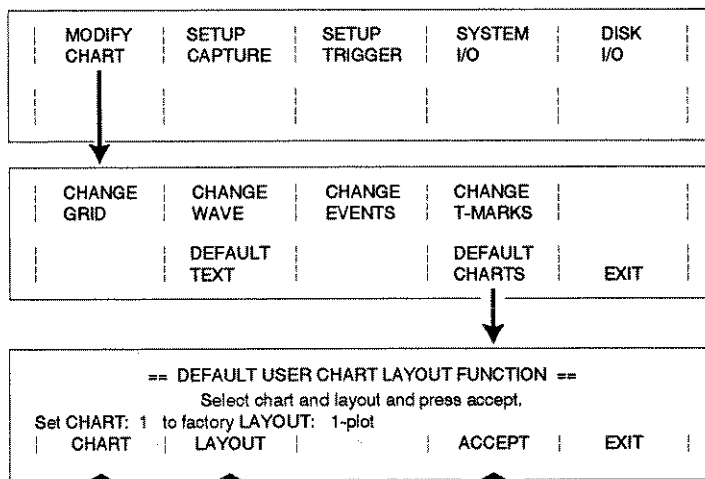 MODIFY SETUP SETUP SYSTEM DISK
CHART CAPTURE TRIGGER I/O I/O
CHANGE CHANGE CHANGE CHANGE
GRID WAVE EVENTS T-MARKS
DEFAULT DEFAULT
TEXT CHARTS EXIT
== DEFAULT USER CHART LAYOUT FUNCTION ==
Select chart and layout and press accept,
Set CHART: 1 to factory LAYOUT: 1-plot
CHART LAYOUT ACCEPT EXIT